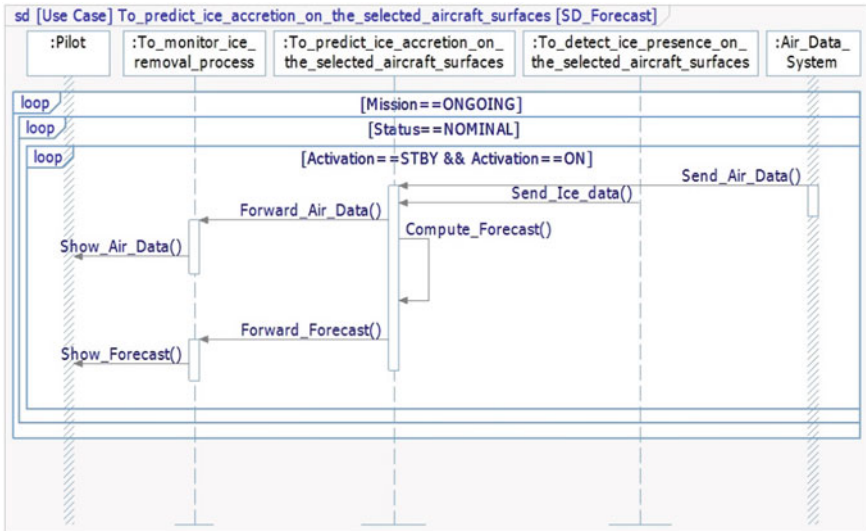 sd [Use Case] To_predict_ice_accretion_on_the_selected_aircraft_surfaces [SD_Forecast]
:Pilot
:To_monitor_ice_
removal_process
:To_predict_ice_accretion_on_
the_selected_aircraft_surfaces
:To_detect_ice_presence_on_
the_selected_aircraft_surfaces
:Air_Data_
System
loop
[Mission==ONGOING]
loop
[Status==NOMINAL]
loop
[Activation==STBY && Activation==ON]
Send_Air_Data()
Send_Ice_data()
Forward_Air_Data()
Compute_Forecast()
Show_Air_Data()
Forward_Forecast()
Show_Forecast()